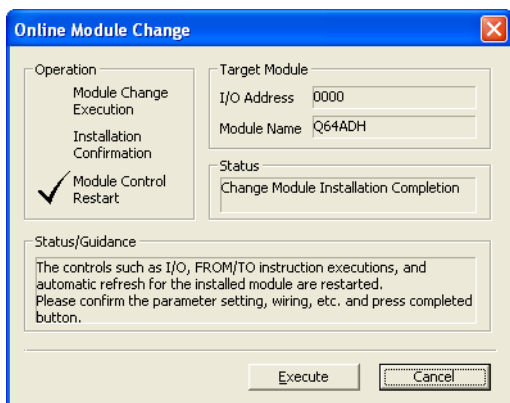 Online Module Change
Operation
Module Change
Execution
Installation
Confirmation
Module Control
Restart
Target Module
I/O Address 0000
Module Name Q64ADH
Status
Change Module Installation Completion
Status/Guidance
The controls such as I/O, FROM/TO instruction executions, and
automatic refresh for the installed module are restarted.
Please confirm the parameter setting, wiring, etc. and press completed
button.
Execute Cancel